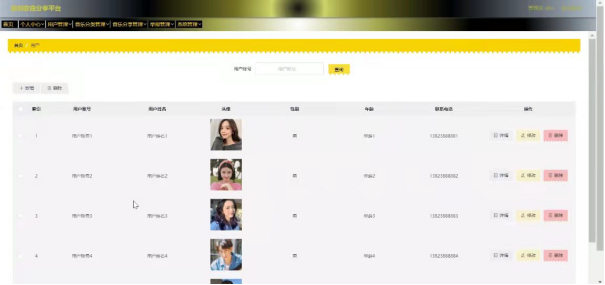 分享平台
首页 个人中心 用户管理 音乐分类管理 音乐分享管理 举报管理 系统管理
首页 用户
用户账号 用户账号 查询
+ 新增 删除
索引 用户账号 用户姓名 头像 性别 年龄 联系电话 操作
1 用户账号1 用户姓名1 男 年龄1 13823888881 详情 修改 删除
2 用户账号2 用户姓名2 男 年龄2 13823888882 详情 修改 删除
3 用户账号3 用户姓名3 男 年龄3 13823888883 详情 修改 删除
4 用户账号4 用户姓名4 男 年龄4 13823888884 详情 修改 删除